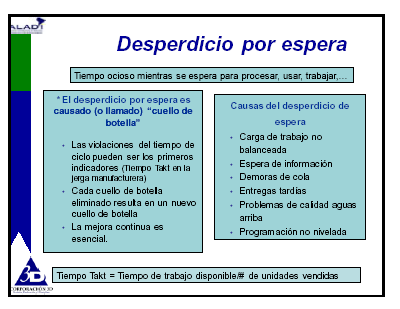 ALADI
Desperdicio por espera
Tiempo ocioso mientras se espera para procesar, usar, trabajar,...
* El desperdicio por espera es
causado (o llamado) “cuello de
botella”
• Las violaciones del tiempo de
ciclo pueden ser los primeros
indicadores (Tiempo Takt en la
jerga manufacturera)
• Cada cuello de botella
eliminado resulta en un nuevo
cuello de botella
• La mejora continua es
esencial.
Causas del desperdicio de
espera
• Carga de trabajo no
balanceada
• Espera de información
• Demoras de cola
• Entregas tardías
• Problemas de calidad aguas
arriba
• Programación no nivelada
3D
CORPORACIÓN 3D
Tiempo Takt = Tiempo de trabajo disponible/# de unidades vendidas